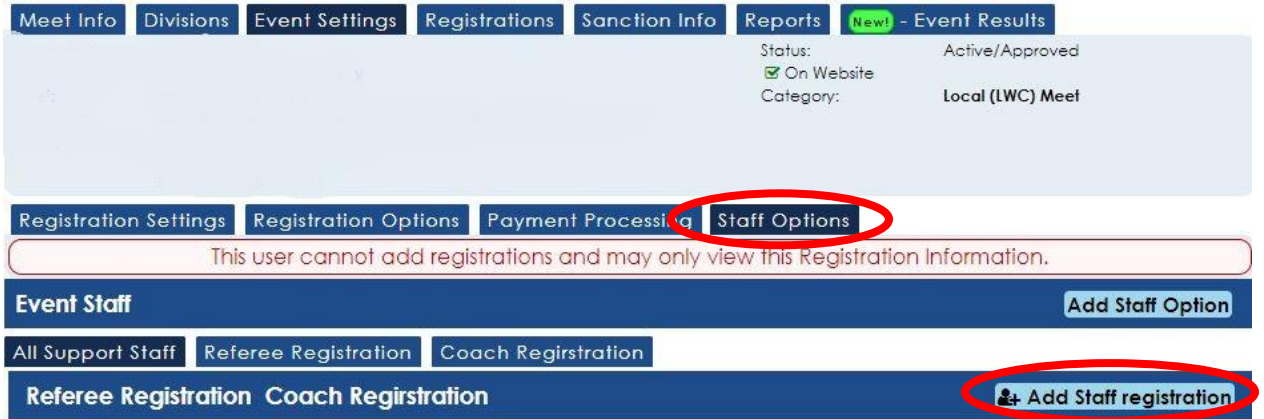 Meet Info Divisions Event Settings Registrations Sanction Info Reports New! - Event Results
Status: Active/Approved
On Website
Category: Local (LWC) Meet
Registration Settings Registration Options Payment Processing Staff Options
This user cannot add registrations and may only view this Registration Information.
Event Staff Add Staff Option
All Support Staff Referee Registration Coach Regirstration
Referee Registration Coach Regirstration Add Staff registration